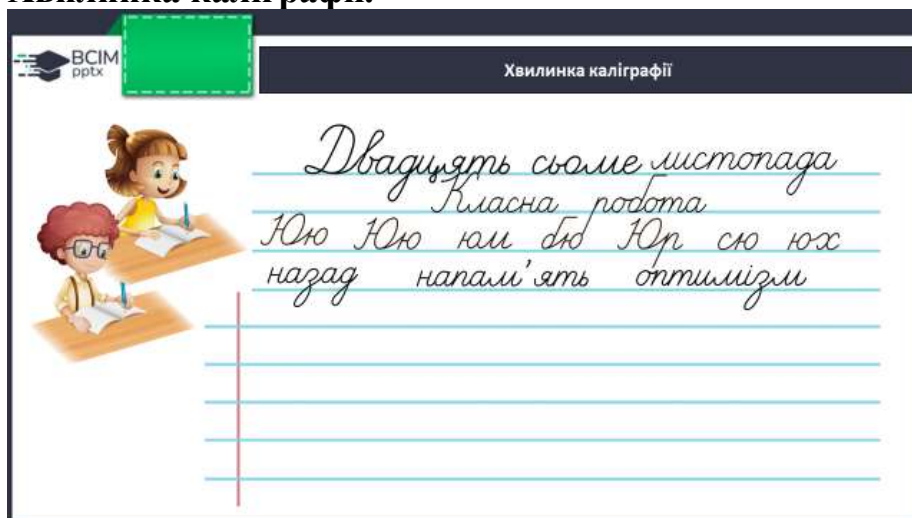 Хвилинка каліграфії.
BCIM
pptx
Хвилинка каліграфії
Двадцять сьоме листопада
Класна робота
Юю Юю юм бю Юр сю юх
назад напам'ять оптимізм